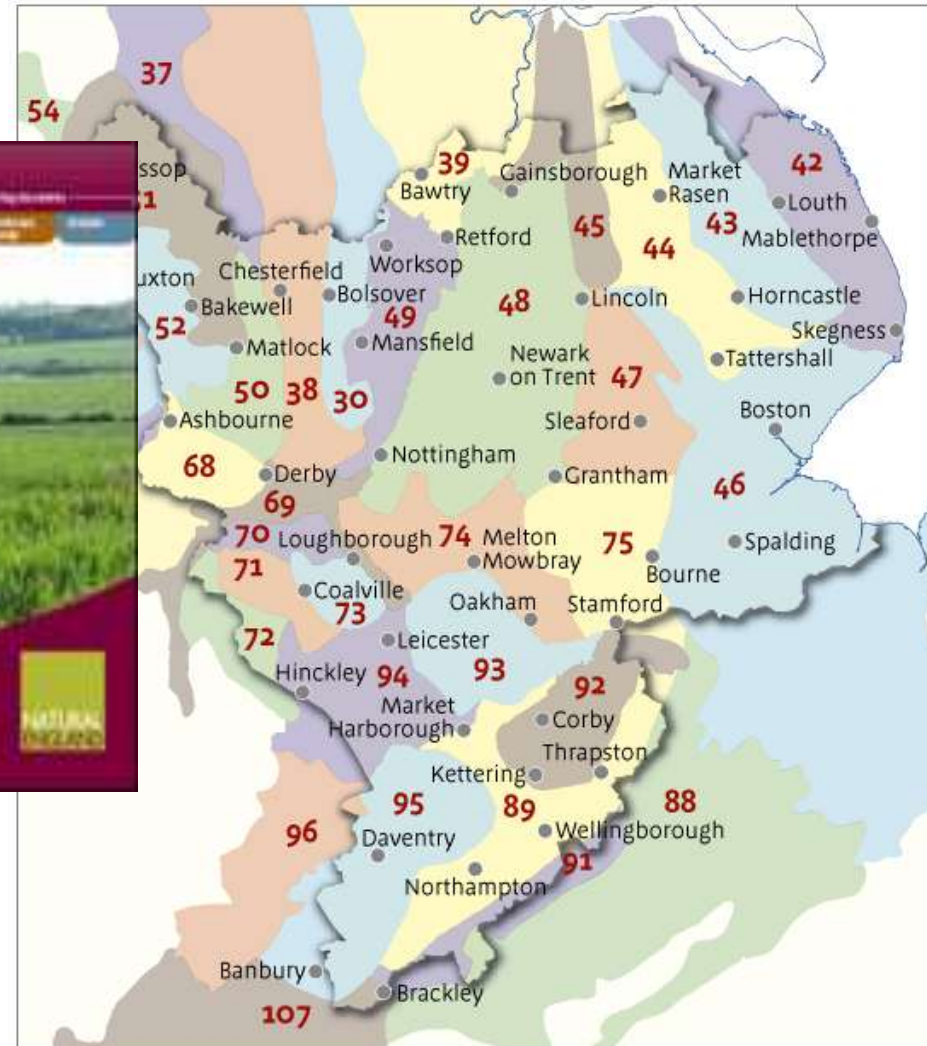 37
54
39
Bawtry
Gainsborough
Market
Rasen
42
Louth
Mablethorpe
43
44
45
Retford
Worksop
Chesterfield
Bolsover
Bakewell
52
49
48
Lincoln
Horncastle
Skegness
Matlock
Mansfield
Newark
on Trent
47
Tattershall
50
38
30
Ashbourne
Sleaford
Boston
68
Derby
Nottingham
Grantham
46
69
70
Loughborough
74
Melton
Mowbray
75
Bourne
Spalding
71
Coalville
73
Oakham
Stamford
72
Leicester
Hinckley
94
93
92
Market
Harborough
Corby
Thrapston
Kettering
95
89
88
96
Daventry
Wellingborough
91
Northampton
Banbury
Brackley
107
NATURAL
ENGLAND